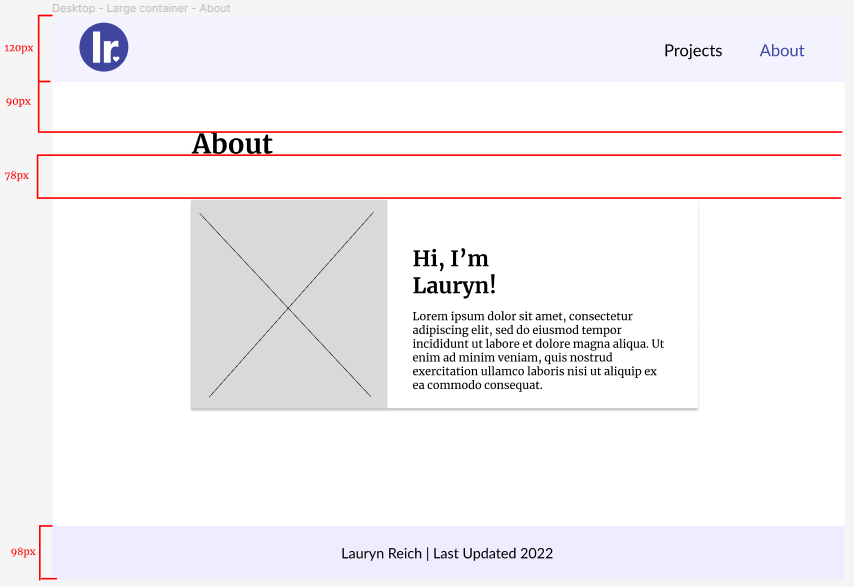 Desktop - Large container - About
120px
lr.
Projects
About
90px
About
78px
Hi, I’m
Lauryn!
Lorem ipsum dolor sit amet, consectetur
adipiscing elit, sed do eiusmod tempor
incididunt ut labore et dolore magna aliqua. Ut
enim ad minim veniam, quis nostrud
exercitation ullamco laboris nisi ut aliquip ex
ea commodo consequat.
98px
Lauryn Reich | Last Updated 2022